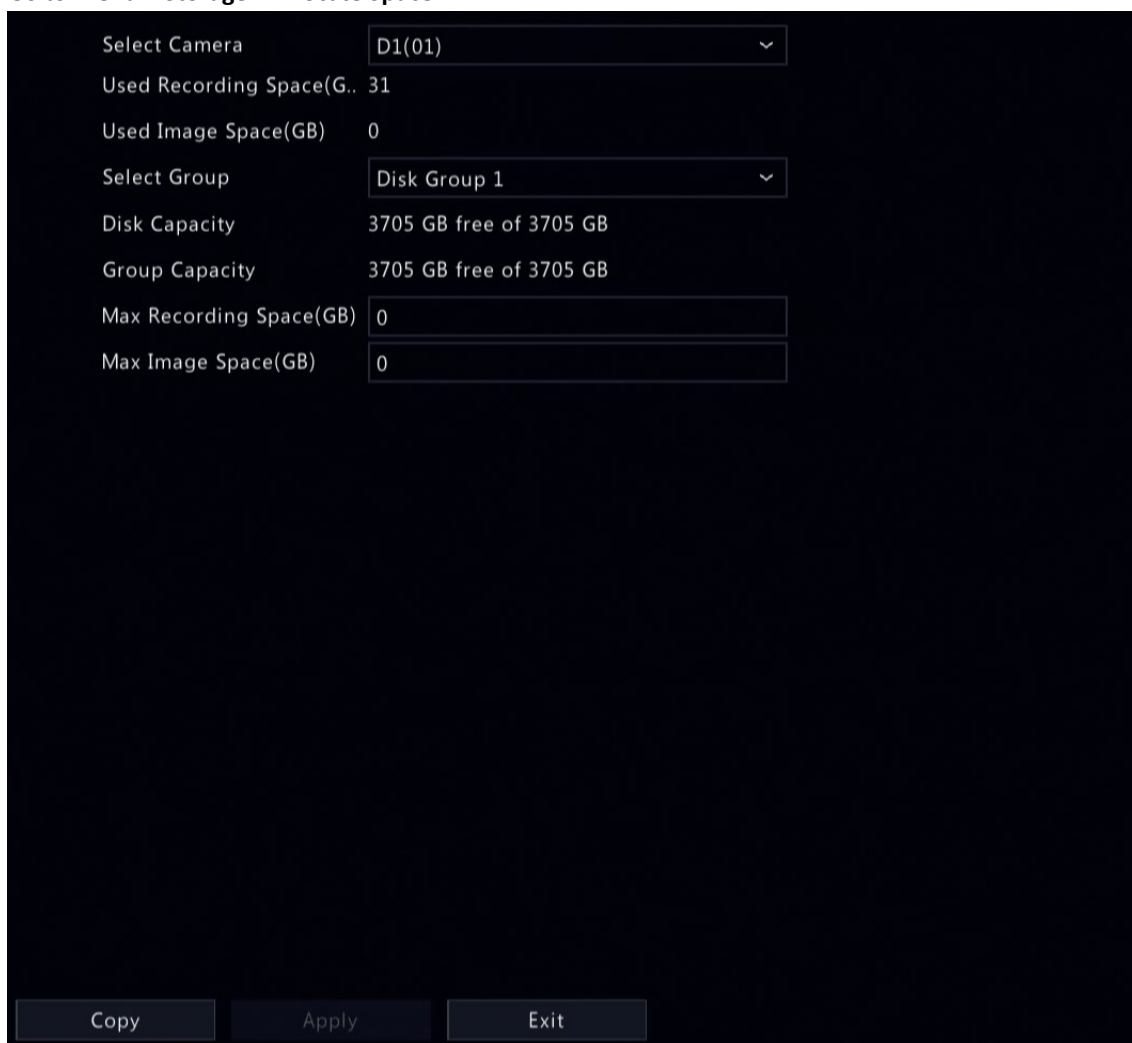 Select Camera D1(01)
Used Recording Space(G.. 31
Used Image Space(GB) 0
Select Group Disk Group 1
Disk Capacity 3705 GB free of 3705 GB
Group Capacity 3705 GB free of 3705 GB
Max Recording Space(GB) 0
Max Image Space(GB) 0
Copy Apply Exit